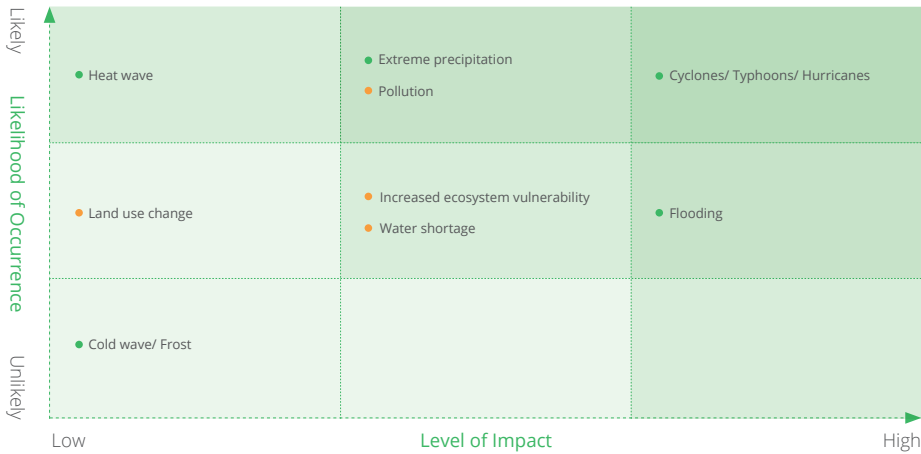 Likely
Likelihood of Occurrence
Unlikely
Heat wave
Extreme precipitation
Pollution
Cyclones/ Typhoons/ Hurricanes
Land use change
Increased ecosystem vulnerability
Water shortage
Flooding
Cold wave/ Frost
Low
Level of Impact
High